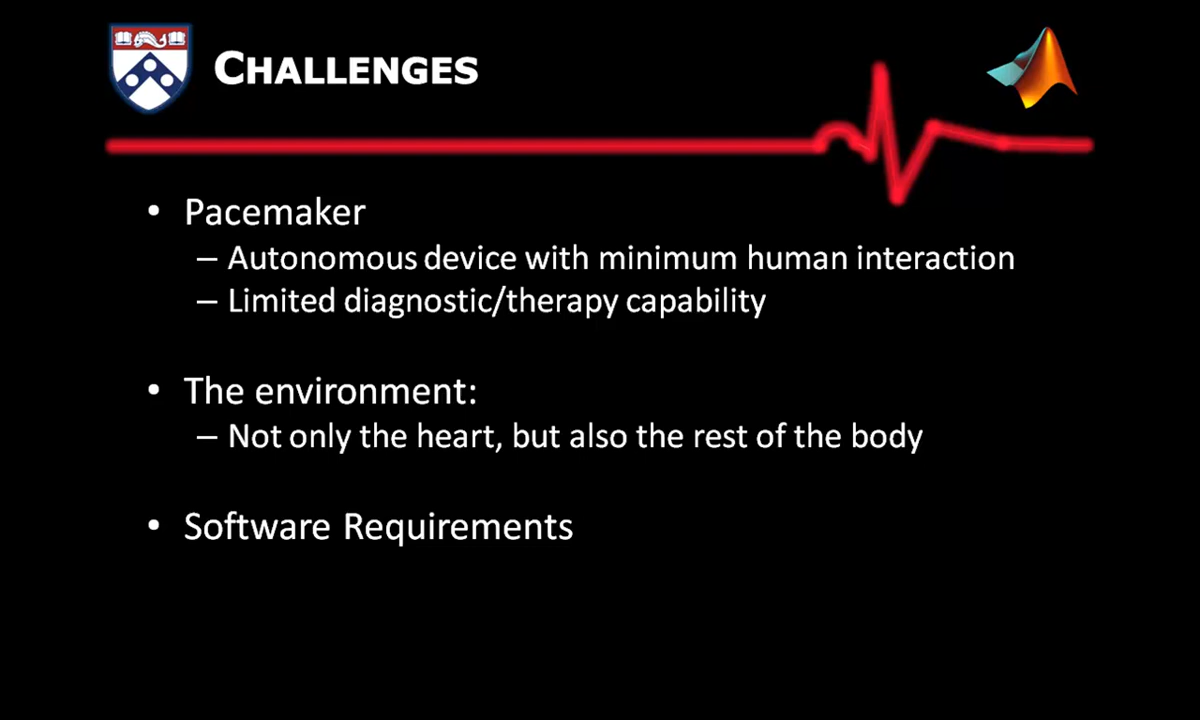 CHALLENGES
• Pacemaker
– Autonomous device with minimum human interaction
– Limited diagnostic/therapy capability
• The environment:
– Not only the heart, but also the rest of the body
• Software Requirements